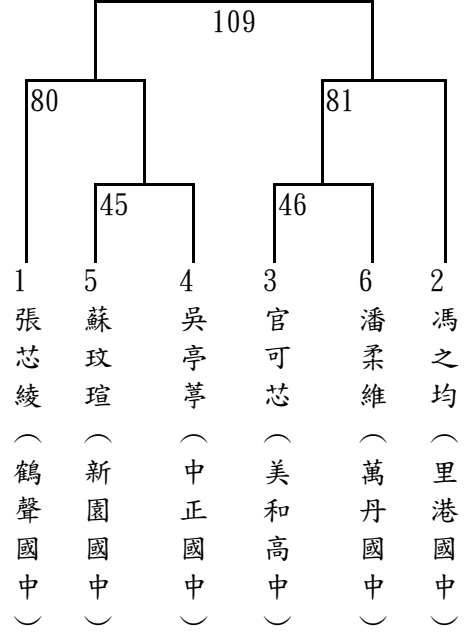 109
80
81
45
46
1
張芯綾（鶴聲國中）
5
蘇玟瑄（新園國中）
4
吳亭葶（中正國中）
3
官可芯（美和高中）
6
潘柔維（萬丹國中）
2
馮之均（里港國中）